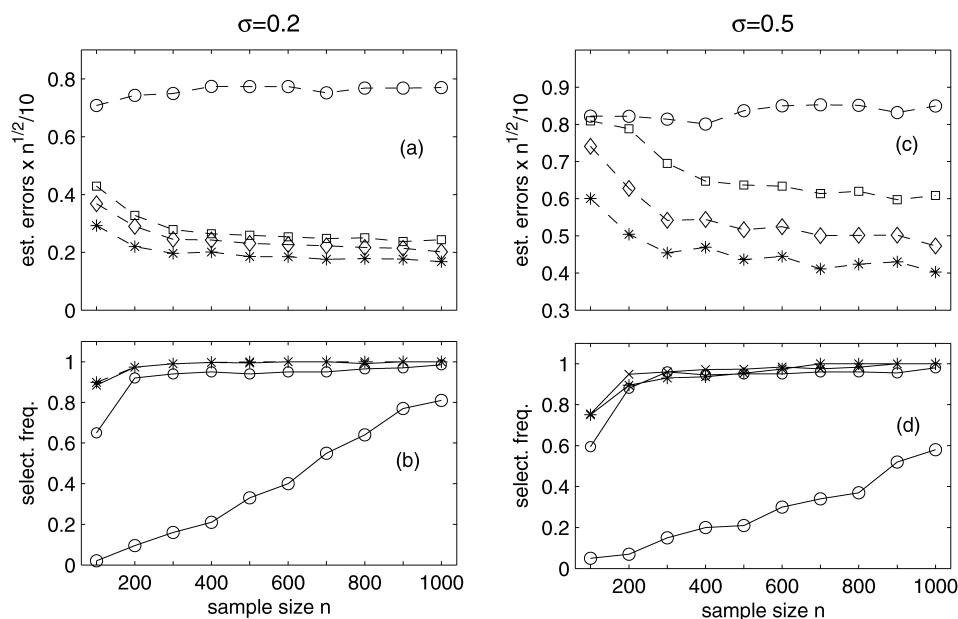 σ=0.2
σ=0.5
est. errors x n^1/2/10
0.8
0.6
0.4
0.2
0
(a)
est. errors x n^1/2/10
0.9
0.8
0.7
0.6
0.5
0.4
0.3
(c)
select. freq.
1
0.8
0.6
0.4
0.2
0
(b)
200 400 600 800 1000
sample size n
select. freq.
1
0.8
0.6
0.4
0.2
0
(d)
200 400 600 800 1000
sample size n